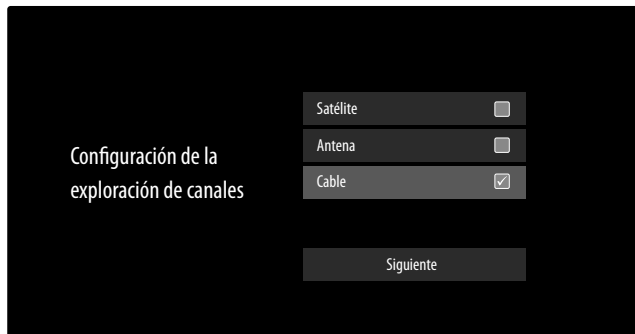 Configuración de la
exploración de canales
Satélite
Antena
Cable
Siguiente